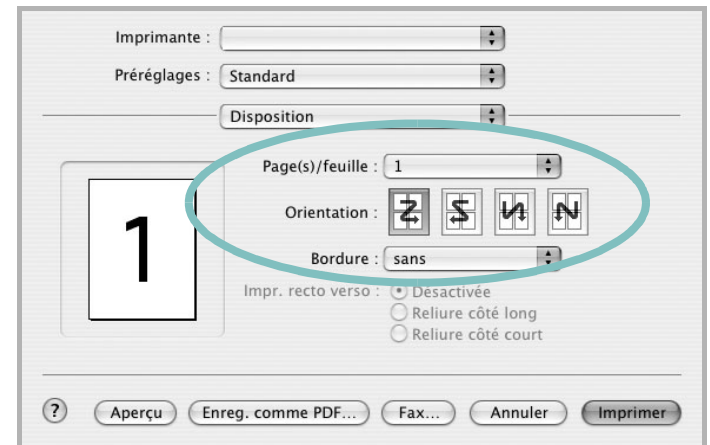 Imprimante :
Préréglages : Standard
Disposition
Page(s)/feuille : 1
Orientation :
1
Bordure : sans
Impr. recto verso : Désactivée
Reliure côté long
Reliure côté court
? Aperçu Enreg. comme PDF... Fax... Annuler Imprimer